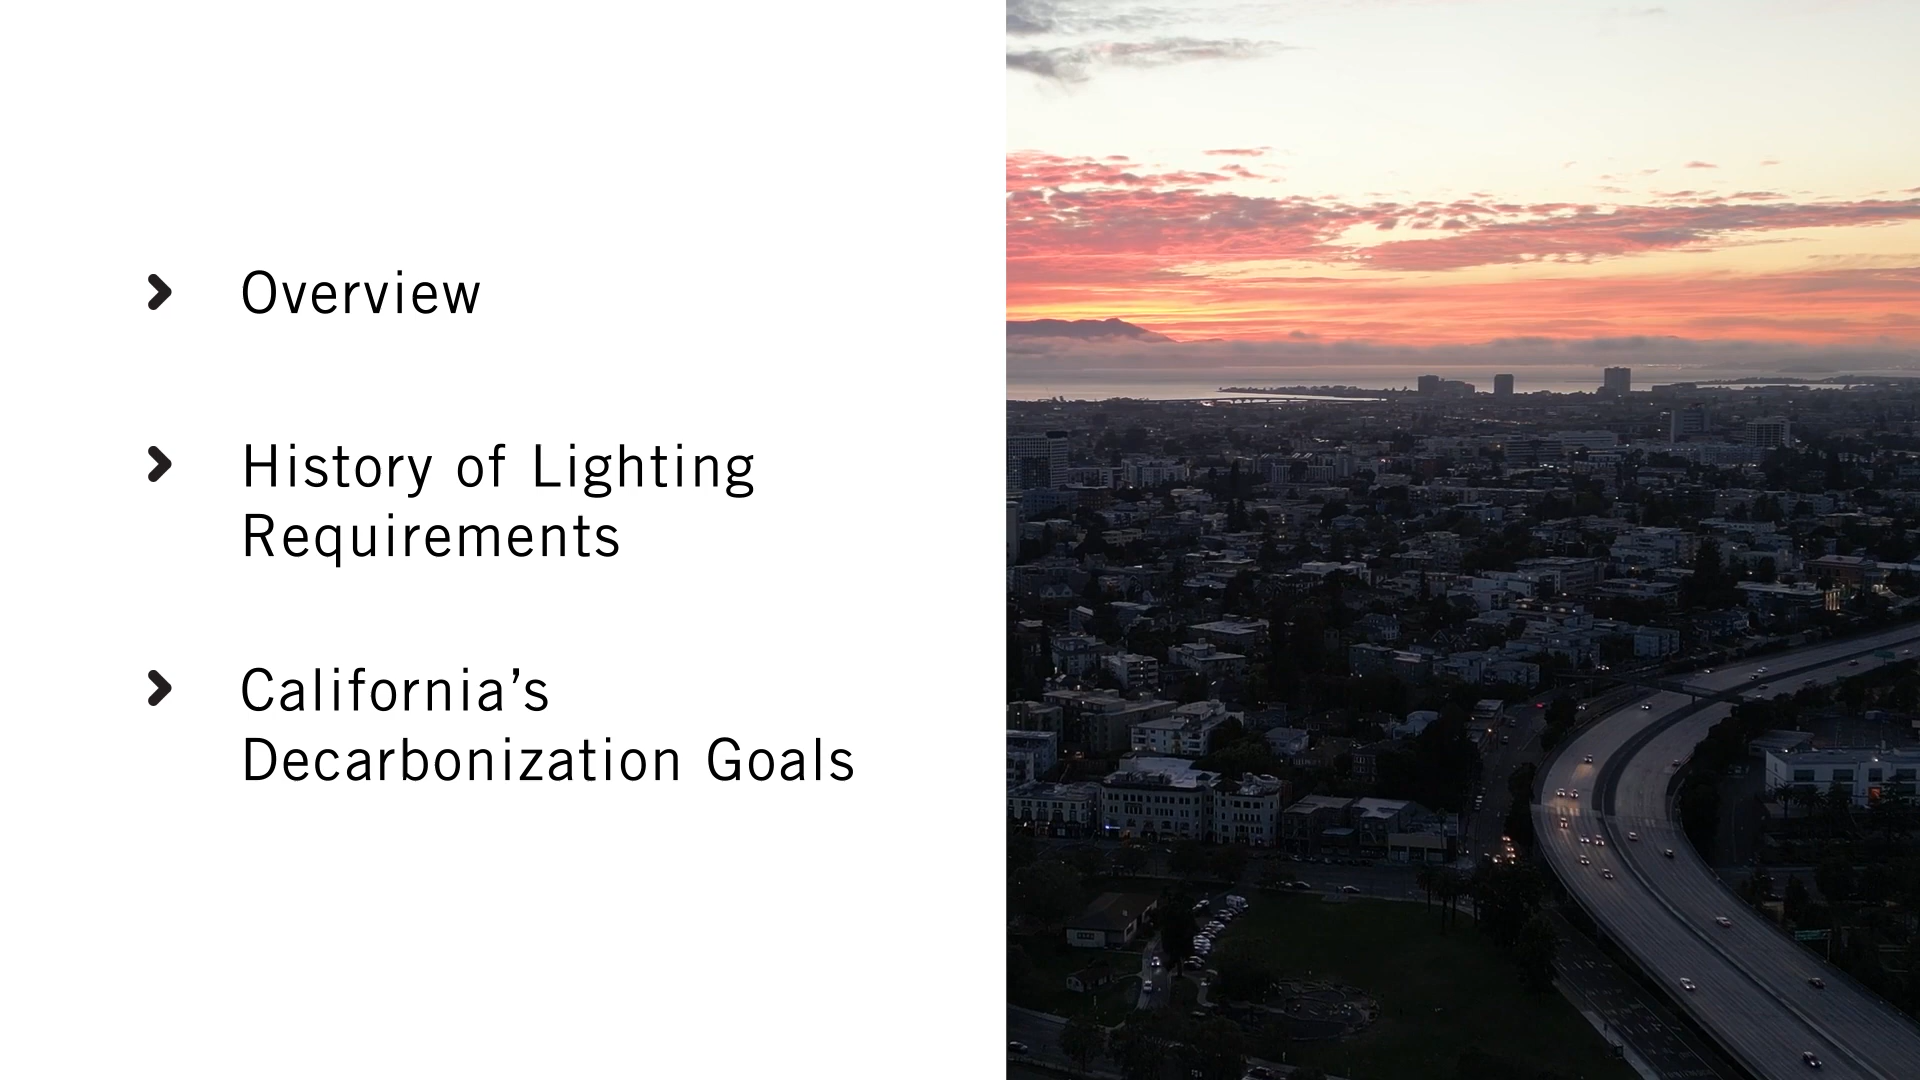 Overview
History of Lighting
Requirements
California’s
Decarbonization Goals